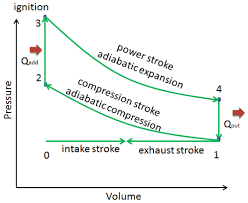 ignition
3
Qadd
power stroke
adiabatic expansion
4
2
compression stroke
adiabatic compression
Qout
Pressure
intake stroke
exhaust stroke
0
1
Volume